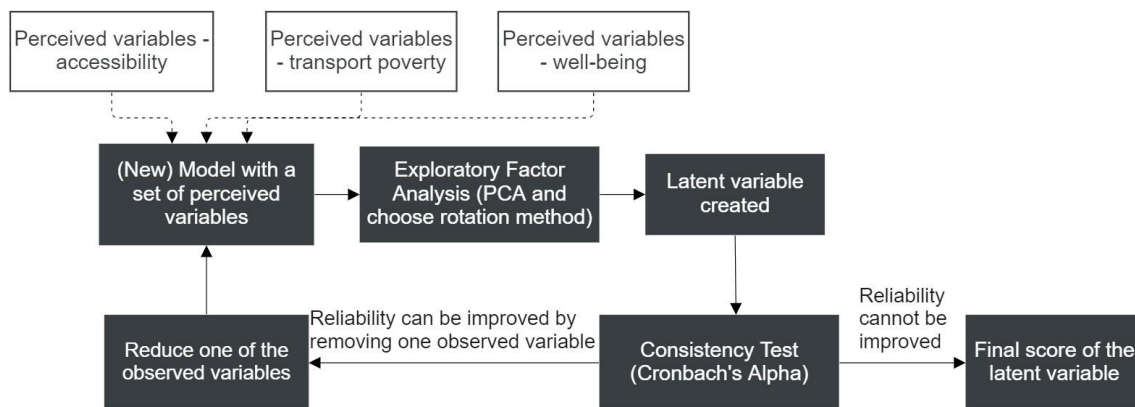 Perceived variables -
accessibility
Perceived variables
- transport poverty
Perceived variables
- well-being
(New) Model with a
set of perceived
variables
Exploratory Factor
Analysis (PCA and
choose rotation method)
Latent variable
created
Reduce one of the
observed variables
Reliability can be improved by
removing one observed variable
Consistency Test
(Cronbach's Alpha)
Reliability
cannot be
improved
Final score of the
latent variable